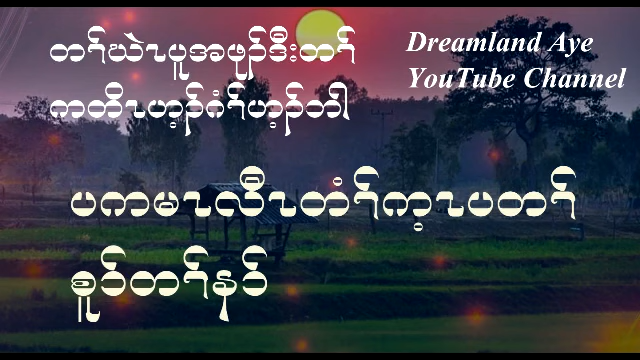 တၢ်ဃဲၤပူအဖျၣ်ဒီးတၢ်
ကတိၤဟ့ၣ်ဂံၢ်ဟ့ၣ်ဘါ
Dreamland Aye
YouTube Channel
ပကမၤလီၤတံၢ်က့ၤပတၢ်
စူာ်တၢ်နာ်